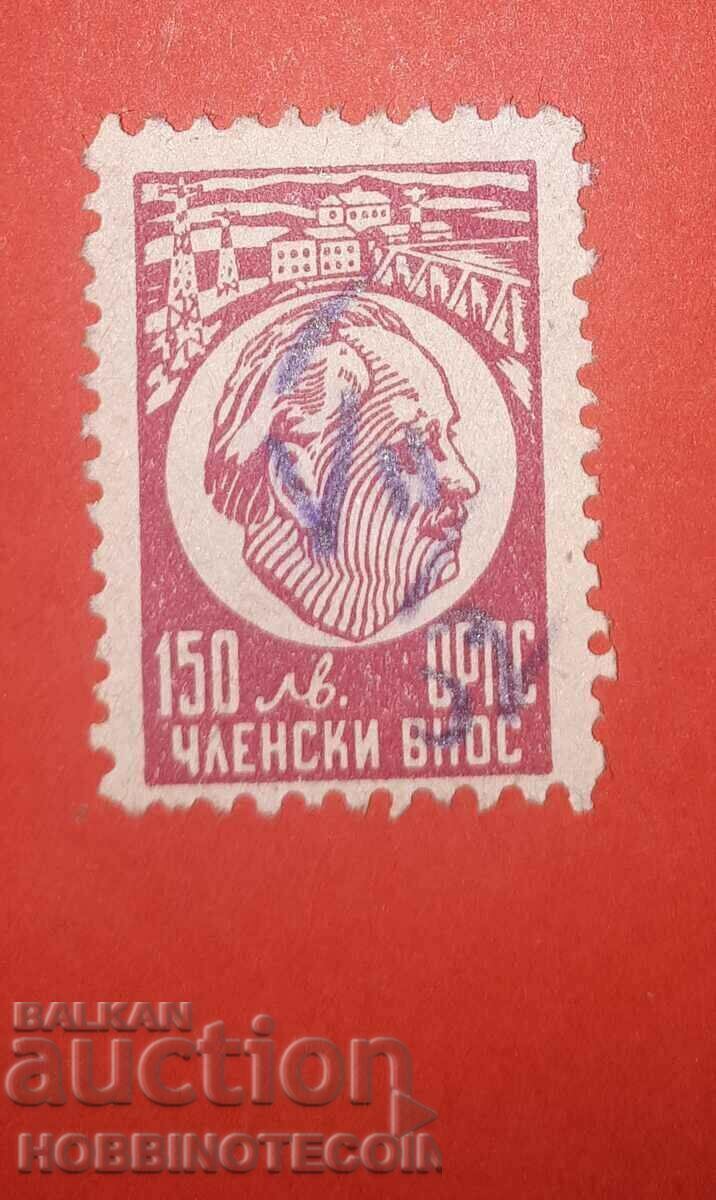 150 лв. ОРПС
ЧЛЕНСКИ ВНОС
BALKAN
auction
HOBBINOTECOIN